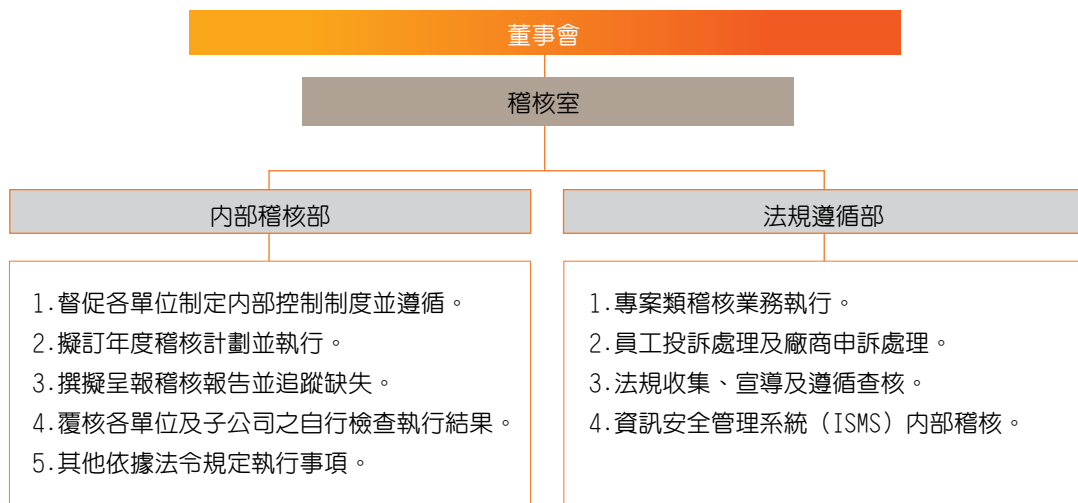 董事會
稽核室
內部稽核部
1.督促各單位制定內部控制制度並遵循。
2.擬訂年度稽核計劃並執行。
3.撰擬呈報稽核報告並追蹤缺失。
4.覆核各單位及子公司之自行檢查執行結果。
5.其他依據法令規定執行事項。
法規遵循部
1.專案類稽核業務執行。
2.員工投訴處理及廠商申訴處理。
3.法規收集、宣導及遵循查核。
4.資訊安全管理系統（ISMS）內部稽核。